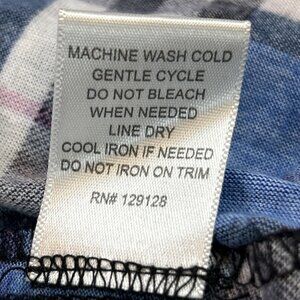 MACHINE WASH COLD
GENTLE CYCLE
DO NOT BLEACH
WHEN NEEDED
LINE DRY
COOL IRON IF NEEDED
DO NOT IRON ON TRIM
RN# 129128